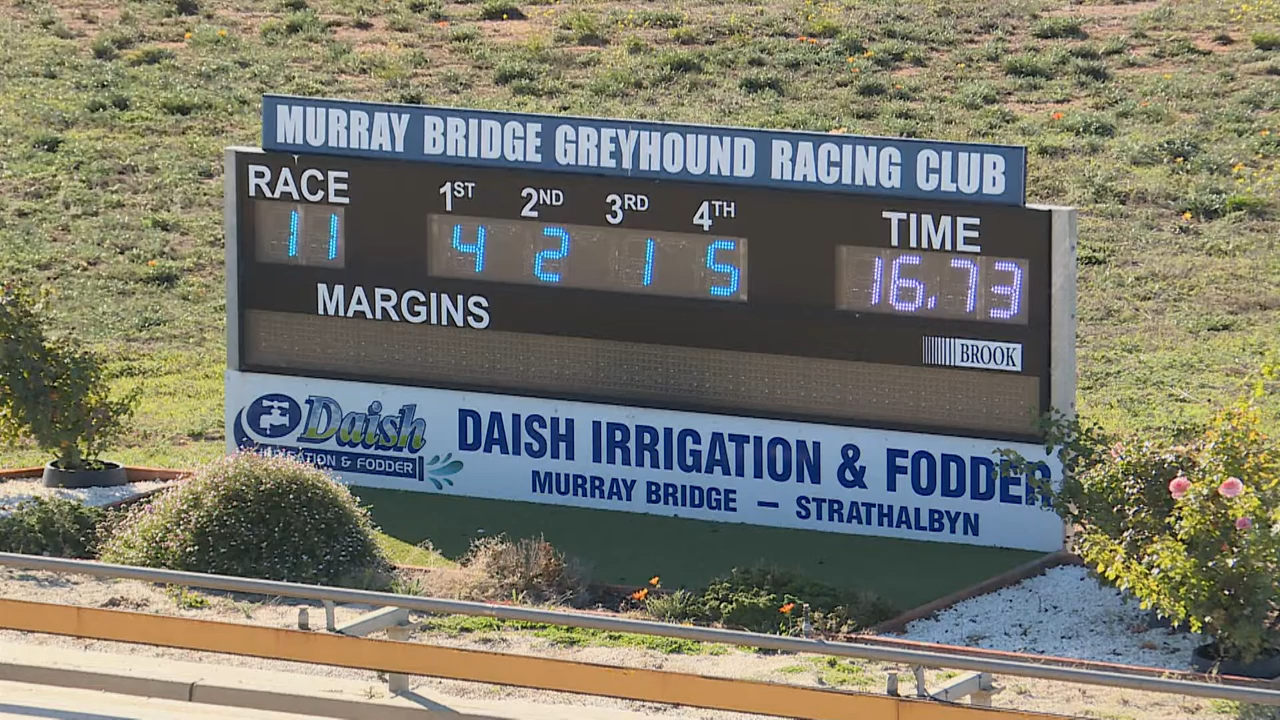 MURRAY BRIDGE GREYHOUND RACING CLUB
RACE 1ST 2ND 3RD 4TH TIME
11 4 2 1 5 16.73
MARGINS
BROOK
Daish
IRRIGATION & FODDER
DAISH IRRIGATION & FODDER
MURRAY BRIDGE – STRATHALBYN